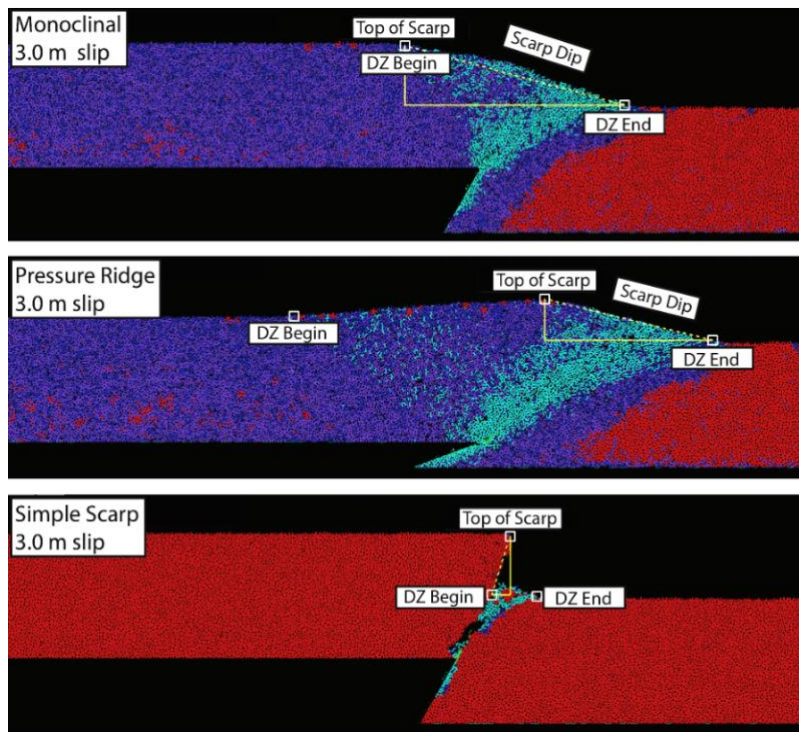 Monoclinal
3.0 m slip
Top of Scarp
DZ Begin
Scarp Dip
DZ End
Pressure Ridge
3.0 m slip
Top of Scarp
DZ Begin
Scarp Dip
DZ End
Simple Scarp
3.0 m slip
Top of Scarp
DZ Begin
DZ End